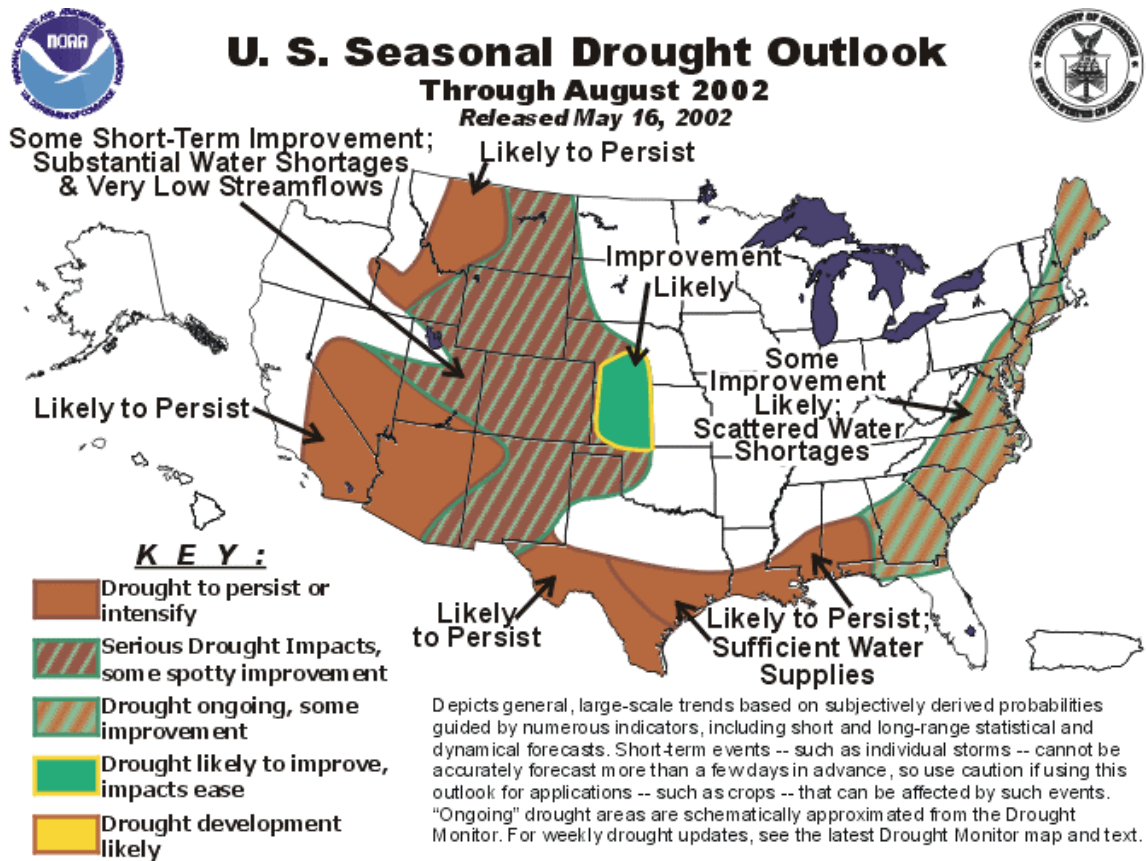 NOAA
U. S. Seasonal Drought Outlook
Through August 2002
Released May 16, 2002
Some Short-Term Improvement;
Substantial Water Shortages
& Very Low Streamflows
Likely to Persist
Improvement
Likely
Some
Improvement
Likely;
Scattered Water
Shortages
Likely to Persist
Likely
to Persist
Likely to Persist;
Sufficient Water
Supplies
K E Y :
Drought to persist or
intensify
Serious Drought Impacts,
some spotty improvement
Drought ongoing, some
improvement
Drought likely to improve,
impacts ease
Drought development
likely
Depicts general, large-scale trends based on subjectively derived probabilities
guided by numerous indicators, including short and long-range statistical and
dynamical forecasts. Short-term events -- such as individual storms -- cannot be
accurately forecast more than a few days in advance, so use caution if using this
outlook for applications -- such as crops -- that can be affected by such events.
“Ongoing” drought areas are schematically approximated from the Drought
Monitor. For weekly drought updates, see the latest Drought Monitor map and text.